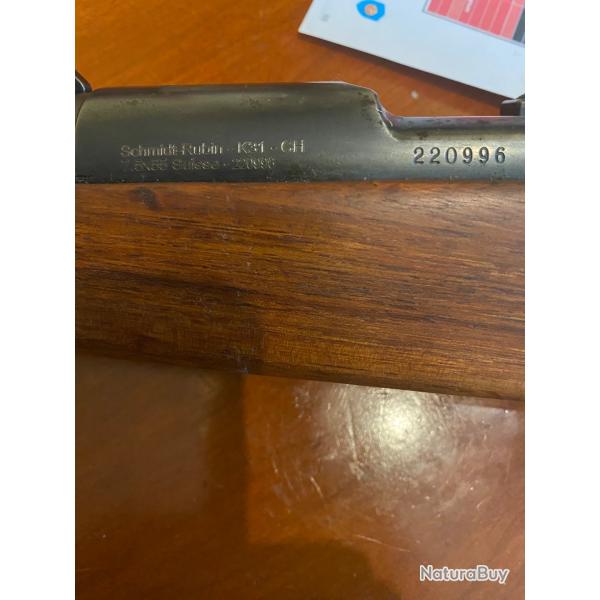 Schmidt-Rubin - K31 - CH
7.5x55 Suisse - 220996
220996
NaturaBuy